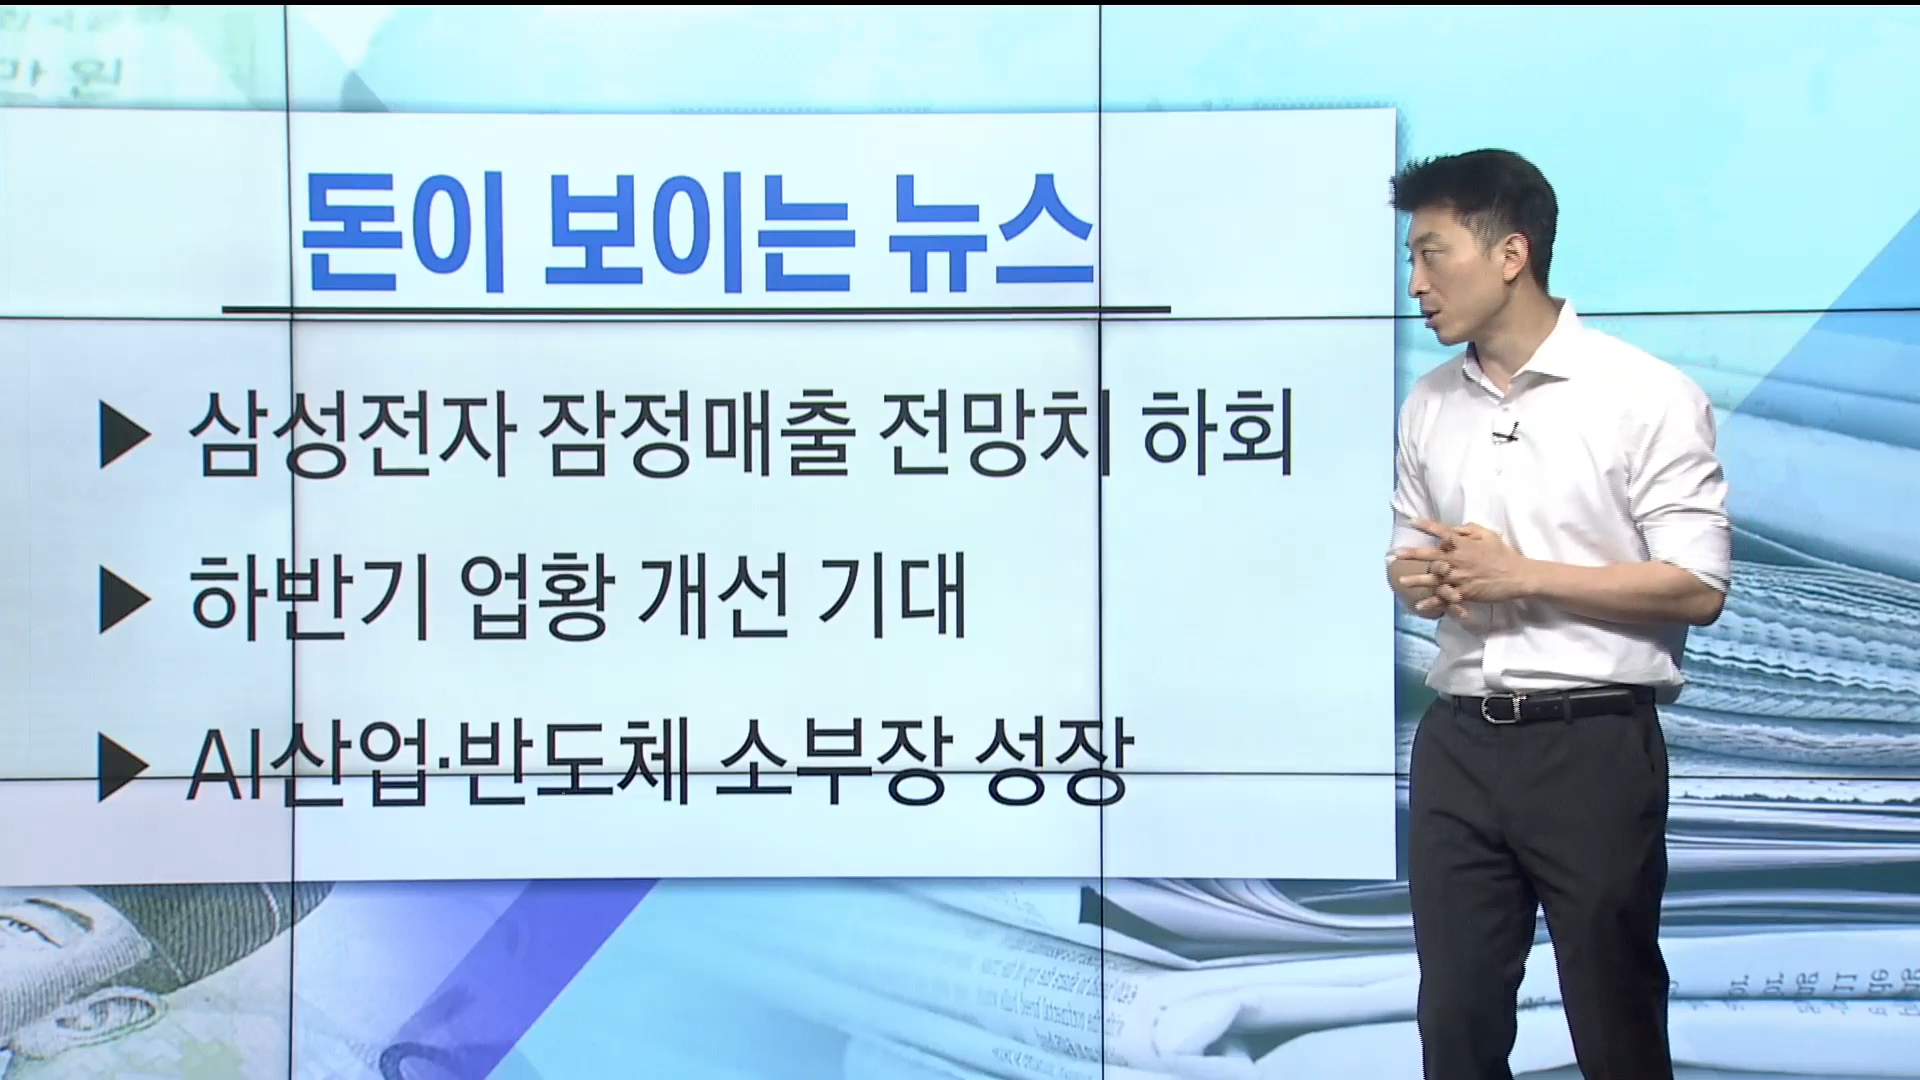 돈이 보이는 뉴스
▶ 삼성전자 잠정매출 전망치 하회
▶ 하반기 업황 개선 기대
▶ AI산업·반도체 소부장 성장